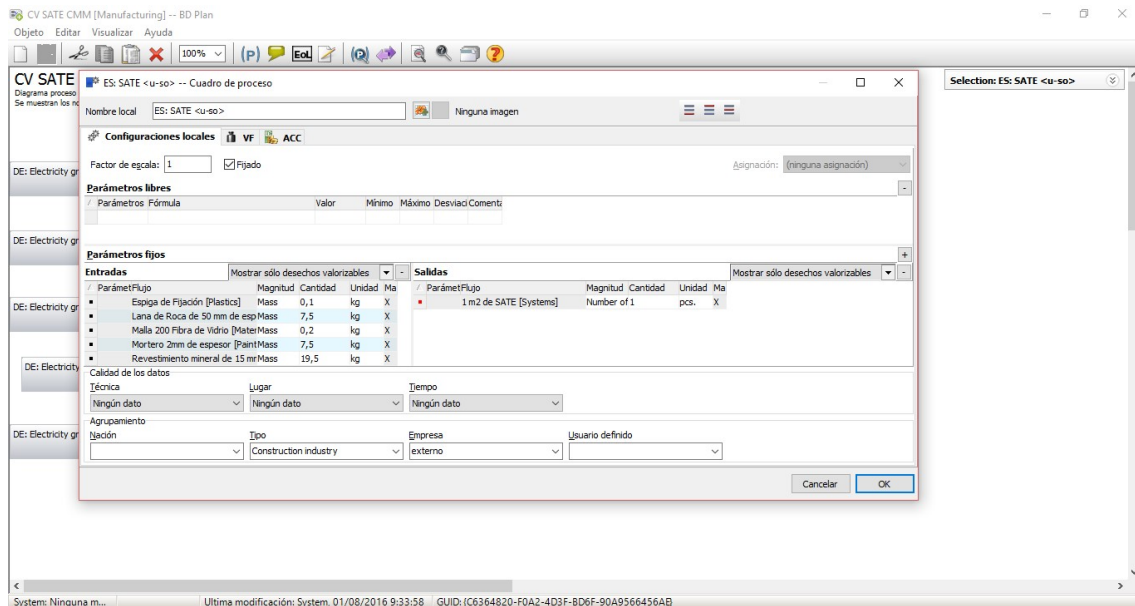 CV SATE CMM [Manufacturing] -- BD Plan
Objeto Editar Visualizar Ayuda
100% (P) EoL (Q) ?
CV SATE
Diagrama proceso
Se muestran los no
ES: SATE <u-so> -- Cuadro de proceso
Selection: ES: SATE <u-so>
Nombre local ES: SATE <u-so> Ninguna imagen
Configuraciones locales VF ACC
Factor de escala: 1 Fijado Asignación: (ninguna asignación)
DE: Electricity gr
Parámetros libres -
Parámetros Fórmula Valor Mínimo Máximo Desviaci Comenta
DE: Electricity gr
Parámetros fijos +
Entradas Mostrar sólo desechos valorizables - Salidas Mostrar sólo desechos valorizables -
Parámet Flujo Magnitud Cantidad Unidad Ma Parámet Flujo Magnitud Cantidad Unidad Ma
Espiga de Fijación [Plastics] Mass 0,1 kg X 1 m2 de SATE [Systems] Number of 1 pcs. X
DE: Electricity gr
Lana de Roca de 50 mm de esp Mass 7,5 kg X
Malla 200 Fibra de Vidrio [Mater Mass 0,2 kg X
Mortero 2mm de espesor [Paint Mass 7,5 kg X
Revestimiento mineral de 15 mr Mass 19,5 kg X
DE: Electricity
Calidad de los datos
Técnica Lugar Tiempo
Ningún dato Ningún dato Ningún dato
Agrupamiento
DE: Electricity gr
Nación Tipo Empresa Usuario definido
Construction industry externo
Cancelar OK
System: Ninguna m... Ultima modificación: System, 01/08/2016 9:33:58 GUID: {C6364820-F0A2-4D3F-BD6F-90A9566456AE}